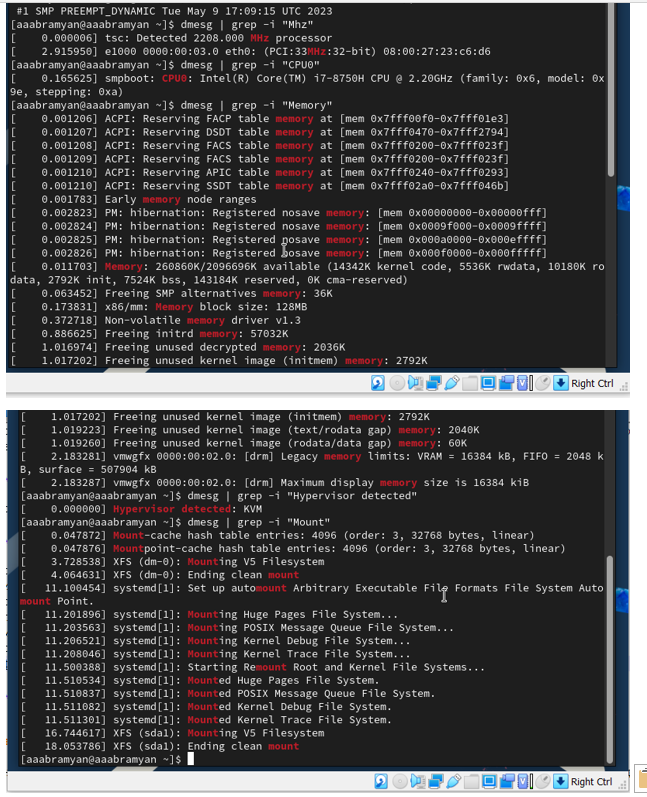 #1 SMP PREEMPT_DYNAMIC Tue May 9 17:09:15 UTC 2023
[aaabramyan@aaabramyan ~]$ dmesg | grep -i "Mhz"
[    0.000006] tsc: Detected 2208.000 MHz processor
[    2.915950] e1000 0000:00:03.0 eth0: (PCI:33MHz:32-bit) 08:00:27:23:c6:d6
[aaabramyan@aaabramyan ~]$ dmesg | grep -i "CPU0"
[    0.165625] smpboot: CPU0: Intel(R) Core(TM) i7-8750H CPU @ 2.20GHz (family: 0x6, model: 0x
9e, stepping: 0xa)
[aaabramyan@aaabramyan ~]$ dmesg | grep -i "Memory"
[    0.001206] ACPI: Reserving FACP table memory at [mem 0x7fff00f0-0x7fff01e3]
[    0.001207] ACPI: Reserving DSDT table memory at [mem 0x7fff0470-0x7fff2794]
[    0.001208] ACPI: Reserving FACS table memory at [mem 0x7fff0200-0x7fff023f]
[    0.001209] ACPI: Reserving FACS table memory at [mem 0x7fff0200-0x7fff023f]
[    0.001210] ACPI: Reserving APIC table memory at [mem 0x7fff0240-0x7fff0293]
[    0.001210] ACPI: Reserving SSDT table memory at [mem 0x7fff02a0-0x7fff046b]
[    0.001783] Early memory node ranges
[    0.002823] PM: hibernation: Registered nosave memory: [mem 0x00000000-0x00000fff]
[    0.002824] PM: hibernation: Registered nosave memory: [mem 0x0009f000-0x0009ffff]
[    0.002825] PM: hibernation: Registered nosave memory: [mem 0x000a0000-0x000effff]
[    0.002826] PM: hibernation: Registered nosave memory: [mem 0x000f0000-0x000fffff]
[    0.011703] Memory: 260860K/2096696K available (14342K kernel code, 5536K rwdata, 10180K ro
data, 2792K init, 7524K bss, 143184K reserved, 0K cma-reserved)
[    0.063452] Freeing SMP alternatives memory: 36K
[    0.173831] x86/mm: Memory block size: 128MB
[    0.372718] Non-volatile memory driver v1.3
[    0.886625] Freeing initrd memory: 57032K
[    1.016974] Freeing unused decrypted memory: 2036K
[    1.017202] Freeing unused kernel image (initmem) memory: 2792K
Right Ctrl
[    1.017202] Freeing unused kernel image (initmem) memory: 2792K
[    1.019223] Freeing unused kernel image (text/rodata gap) memory: 2040K
[    1.019260] Freeing unused kernel image (rodata/data gap) memory: 60K
[    2.183281] vmwgfx 0000:00:02.0: [drm] Legacy memory limits: VRAM = 16384 kB, FIFO = 2048 k
B, surface = 507904 kB
[    2.183287] vmwgfx 0000:00:02.0: [drm] Maximum display memory size is 16384 kiB
[aaabramyan@aaabramyan ~]$ dmesg | grep -i "Hypervisor detected"
[    0.000000] Hypervisor detected: KVM
[aaabramyan@aaabramyan ~]$ dmesg | grep -i "Mount"
[    0.047872] Mount-cache hash table entries: 4096 (order: 3, 32768 bytes, linear)
[    0.047876] Mountpoint-cache hash table entries: 4096 (order: 3, 32768 bytes, linear)
[    3.728538] XFS (dm-0): Mounting V5 Filesystem
[    4.064631] XFS (dm-0): Ending clean mount
[   11.100454] systemd[1]: Set up automount Arbitrary Executable File Formats File System Auto
mount Point.
[   11.201896] systemd[1]: Mounting Huge Pages File System...
[   11.203563] systemd[1]: Mounting POSIX Message Queue File System...
[   11.206521] systemd[1]: Mounting Kernel Debug File System...
[   11.208046] systemd[1]: Mounting Kernel Trace File System...
[   11.500388] systemd[1]: Starting Remount Root and Kernel File Systems...
[   11.510534] systemd[1]: Mounted Huge Pages File System.
[   11.510837] systemd[1]: Mounted POSIX Message Queue File System.
[   11.511082] systemd[1]: Mounted Kernel Debug File System.
[   11.511301] systemd[1]: Mounted Kernel Trace File System.
[   16.744617] XFS (sda1): Mounting V5 Filesystem
[   18.053786] XFS (sda1): Ending clean mount
[aaabramyan@aaabramyan ~]$
Right Ctrl